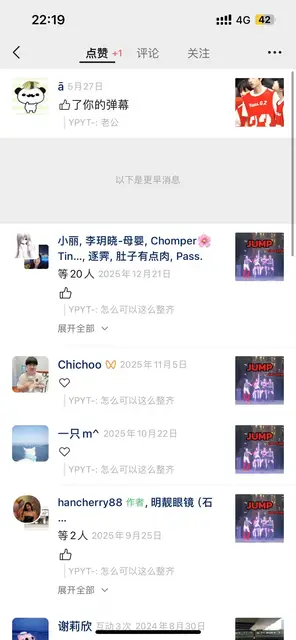 22:19
4G 42
点赞 +1 评论 关注
ā 5月27日
了你的弹幕
YPYT-: 老公
以下是更早消息
小丽, 李玥晓-母婴, Chomper🌸
Tin..., 逐霁, 肚子有点肉, Pass.
等20人 2025年12月21日
YPYT-: 怎么可以这么整齐
展开全部
JUMP
Chichoo 2025年11月5日
YPYT-: 怎么可以这么整齐
JUMP
一只 m^ 2025年10月22日
YPYT-: 怎么可以这么整齐
JUMP
hancherry88 作者, 明靓眼镜 (石
...
等2人 2025年9月25日
YPYT-: 怎么可以这么整齐
展开全部
JUMP
谢莉欣 互动3次 2024年8月30日